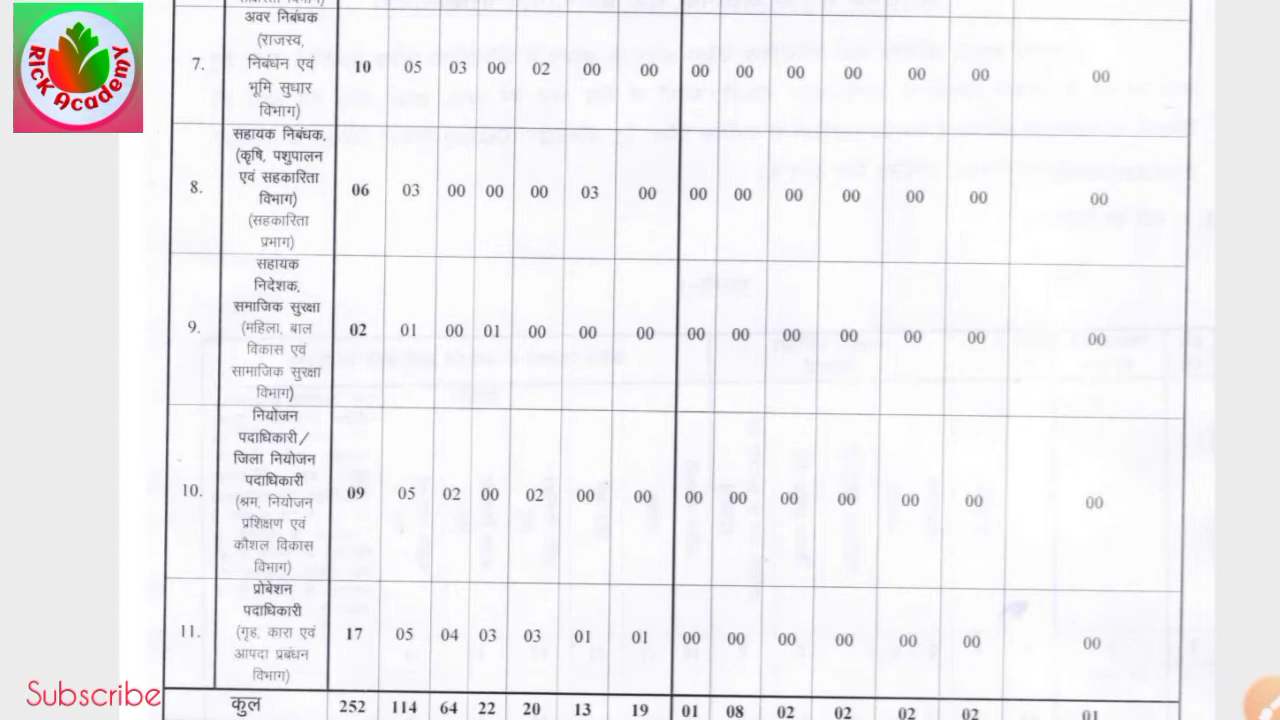 Rick Academy
अवर निबंधक
(राजस्व,
7. निबंधन एवं 10 05 03 00 02 00 00 00 00 00 00 00 00 00
भूमि सुधार
विभाग)
सहायक निबंधक,
(कृषि, पशुपालन
एवं सहकारिता
8. विभाग) 06 03 00 00 00 03 00 00 00 00 00 00 00 00
(सहकारिता
प्रभाग)
सहायक
निदेशक,
समाजिक सुरक्षा
9. (महिला, बाल 02 01 00 01 00 00 00 00 00 00 00 00 00 00
विकास एवं
सामाजिक सुरक्षा
विभाग)
नियोजन
पदाधिकारी/
जिला नियोजन
पदाधिकारी
10. (श्रम, नियोजन 09 05 02 00 02 00 00 00 00 00 00 00 00 00
प्रशिक्षण एवं
कौशल विकास
विभाग)
प्रोबेशन
पदाधिकारी
11. (गृह, कारा एवं 17 05 04 03 03 01 01 00 00 00 00 00 00 00
आपदा प्रबंधन
विभाग)
कुल 252 114 64 22 20 13 19 01 08 02 02 02 02 01
Subscribe